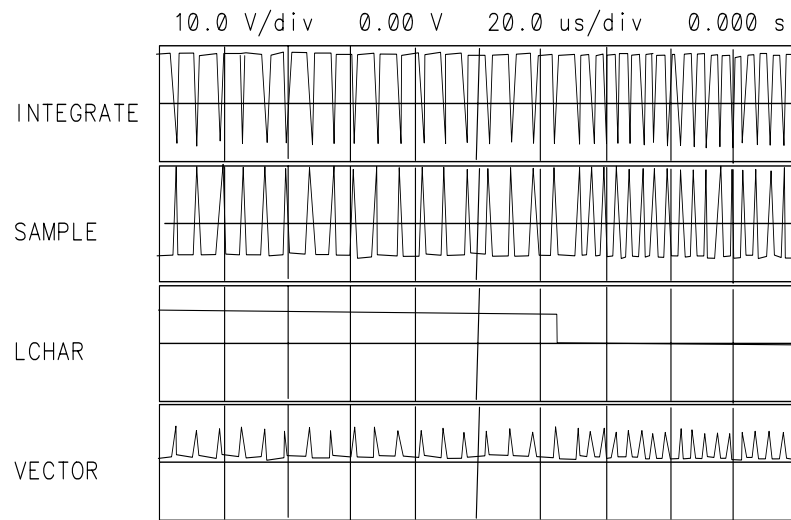 10.0 V/div 0.00 V 20.0 us/div 0.000 s
INTEGRATE
SAMPLE
LCHAR
VECTOR